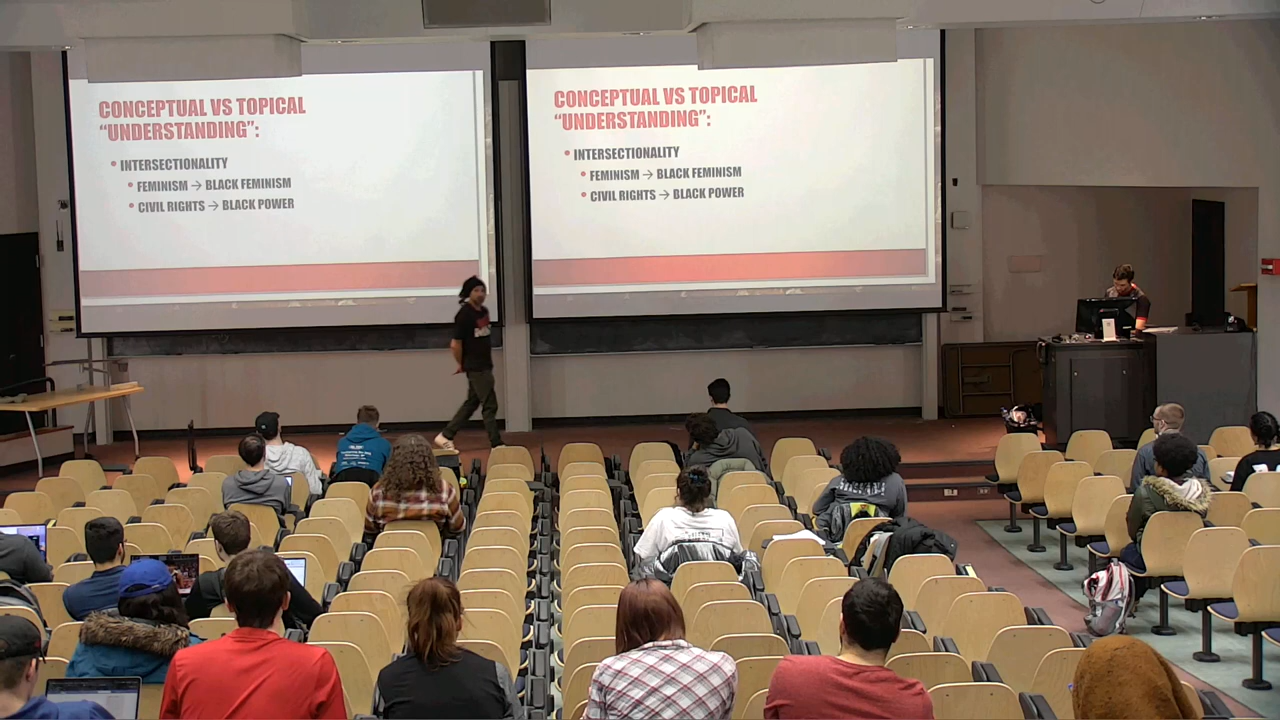 CONCEPTUAL VS TOPICAL
“UNDERSTANDING”:
• INTERSECTIONALITY
• FEMINISM → BLACK FEMINISM
• CIVIL RIGHTS → BLACK POWER
CONCEPTUAL VS TOPICAL
“UNDERSTANDING”:
• INTERSECTIONALITY
• FEMINISM → BLACK FEMINISM
• CIVIL RIGHTS → BLACK POWER